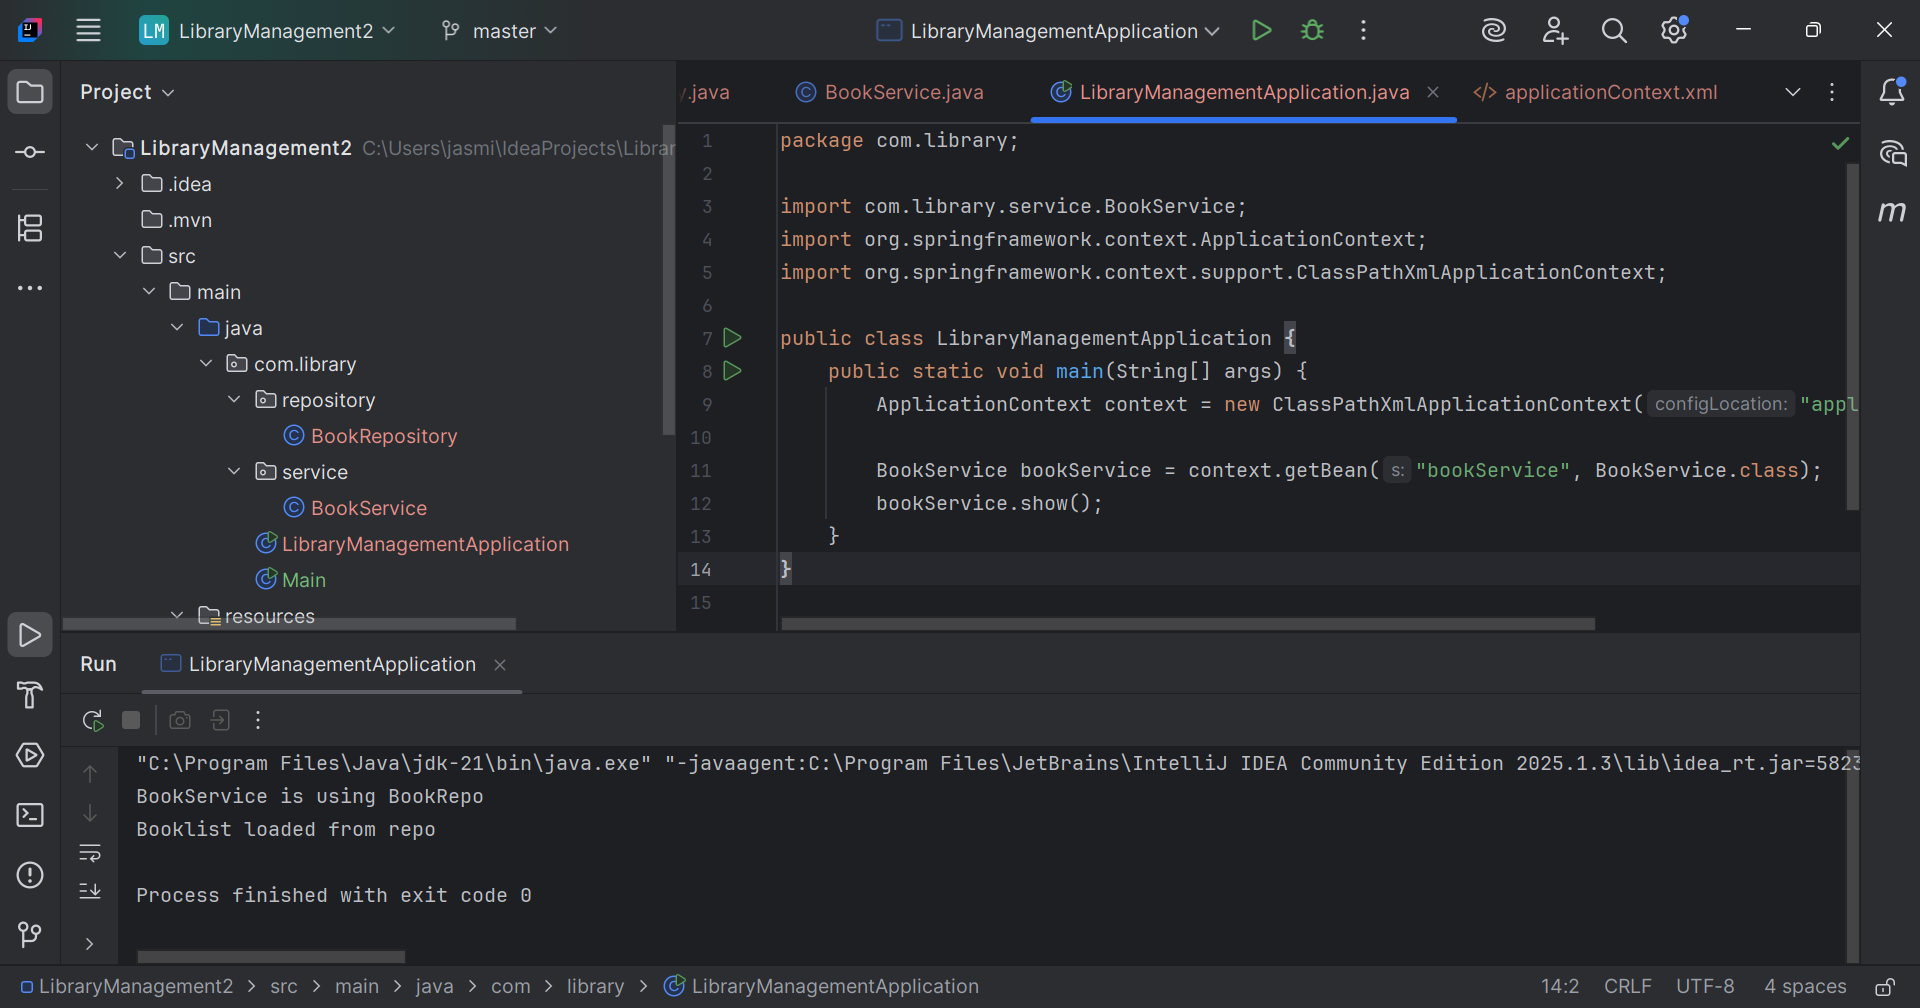 LM LibraryManagement2 master LibraryManagementApplication
Project
.java BookService.java LibraryManagementApplication.java </> applicationContext.xml
LibraryManagement2 C:\Users\jasmi\IdeaProjects\Librar
.idea
.mvn
src
main
java
com.library
repository
BookRepository
service
BookService
LibraryManagementApplication
Main
resources
1 package com.library;
2
3 import com.library.service.BookService;
4 import org.springframework.context.ApplicationContext;
5 import org.springframework.context.support.ClassPathXmlApplicationContext;
6
7 public class LibraryManagementApplication {
8 public static void main(String[] args) {
9 ApplicationContext context = new ClassPathXmlApplicationContext( configLocation: "appl
10
11 BookService bookService = context.getBean( s: "bookService", BookService.class);
12 bookService.show();
13 }
14 }
15
m
Run LibraryManagementApplication
"C:\Program Files\Java\jdk-21\bin\java.exe" "-javaagent:C:\Program Files\JetBrains\IntelliJ IDEA Community Edition 2025.1.3\lib\idea_rt.jar=5823
BookService is using BookRepo
Booklist loaded from repo
Process finished with exit code 0
LibraryManagement2 > src > main > java > com > library > LibraryManagementApplication
14:2 CRLF UTF-8 4 spaces